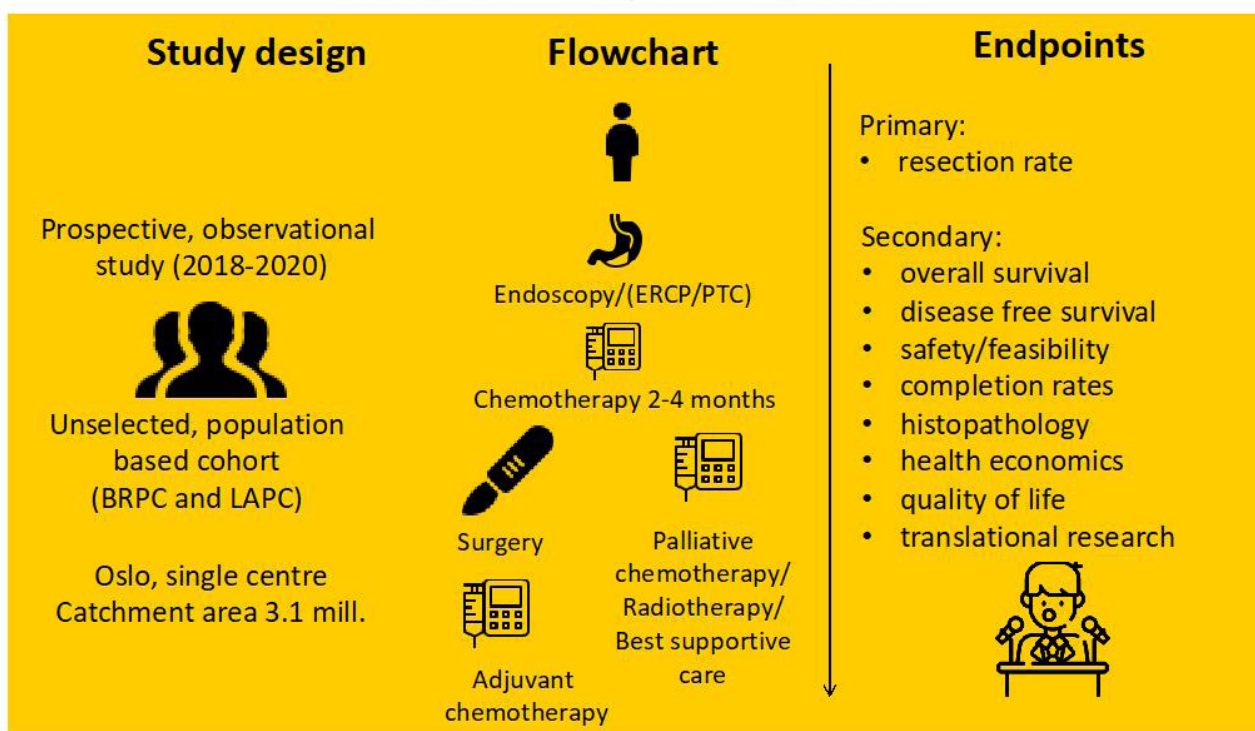 Study design
Prospective, observational
study (2018-2020)
Unselected, population
based cohort
(BRPC and LAPC)
Oslo, single centre
Catchment area 3.1 mill.
Flowchart
Endoscopy/(ERCP/PTC)
Chemotherapy 2-4 months
Surgery
Adjuvant
chemotherapy
Palliative
chemotherapy/
Radiotherapy/
Best supportive
care
Endpoints
Primary:
• resection rate
Secondary:
• overall survival
• disease free survival
• safety/feasibility
• completion rates
• histopathology
• health economics
• quality of life
• translational research